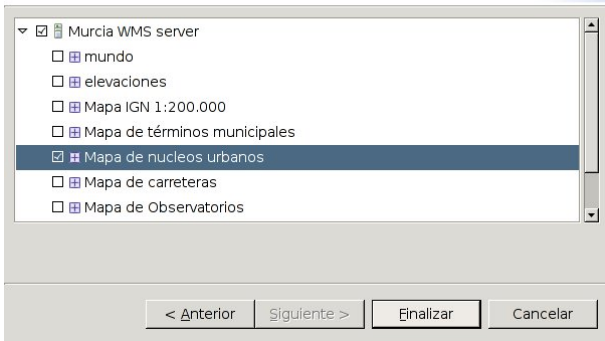 Murcia WMS server
mundo
elevaciones
Mapa IGN 1:200.000
Mapa de términos municipales
Mapa de nucleos urbanos
Mapa de carreteras
Mapa de Observatorios
< Anterior Siguiente > Finalizar Cancelar